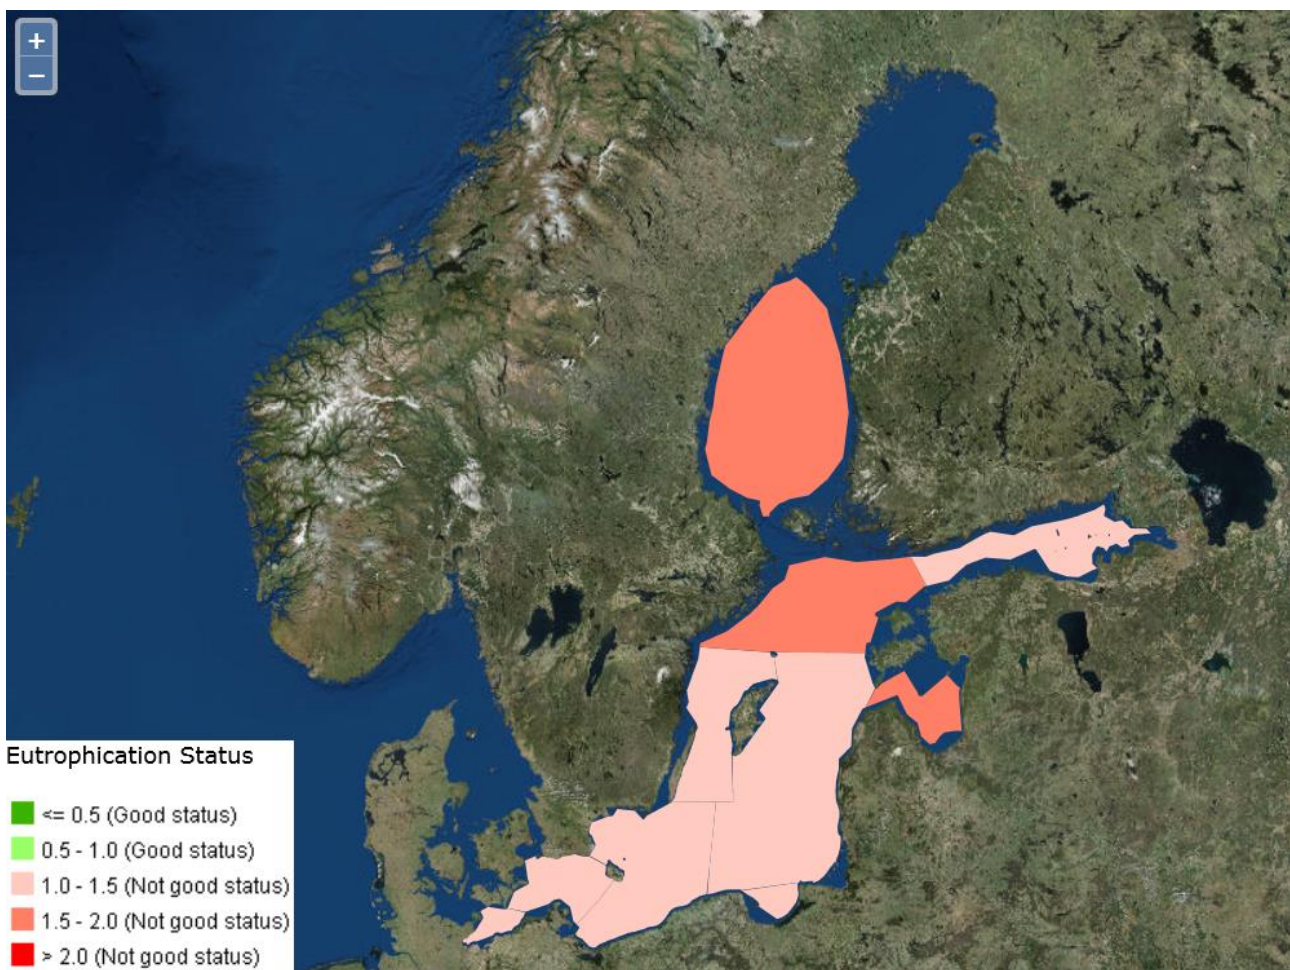 +
−
Eutrophication Status
<= 0.5 (Good status)
0.5 - 1.0 (Good status)
1.0 - 1.5 (Not good status)
1.5 - 2.0 (Not good status)
> 2.0 (Not good status)